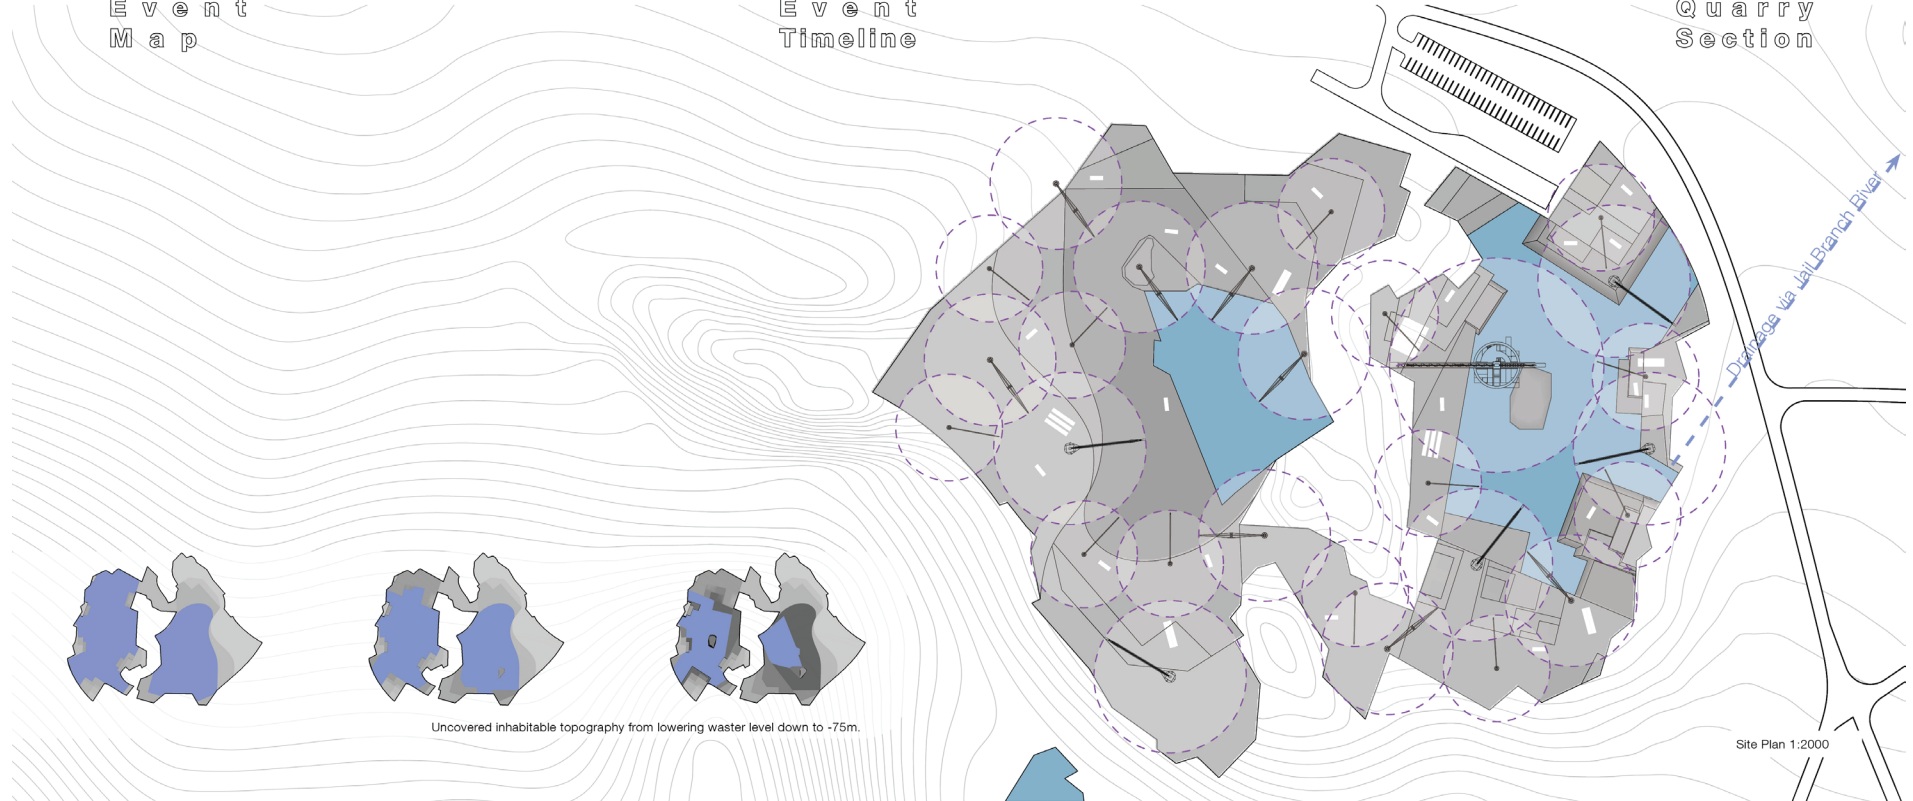 Event
Map
Event
Timeline
Quarry
Section
Drainage via Jail Branch River
Uncovered inhabitable topography from lowering waster level down to -75m.
Site Plan 1:2000